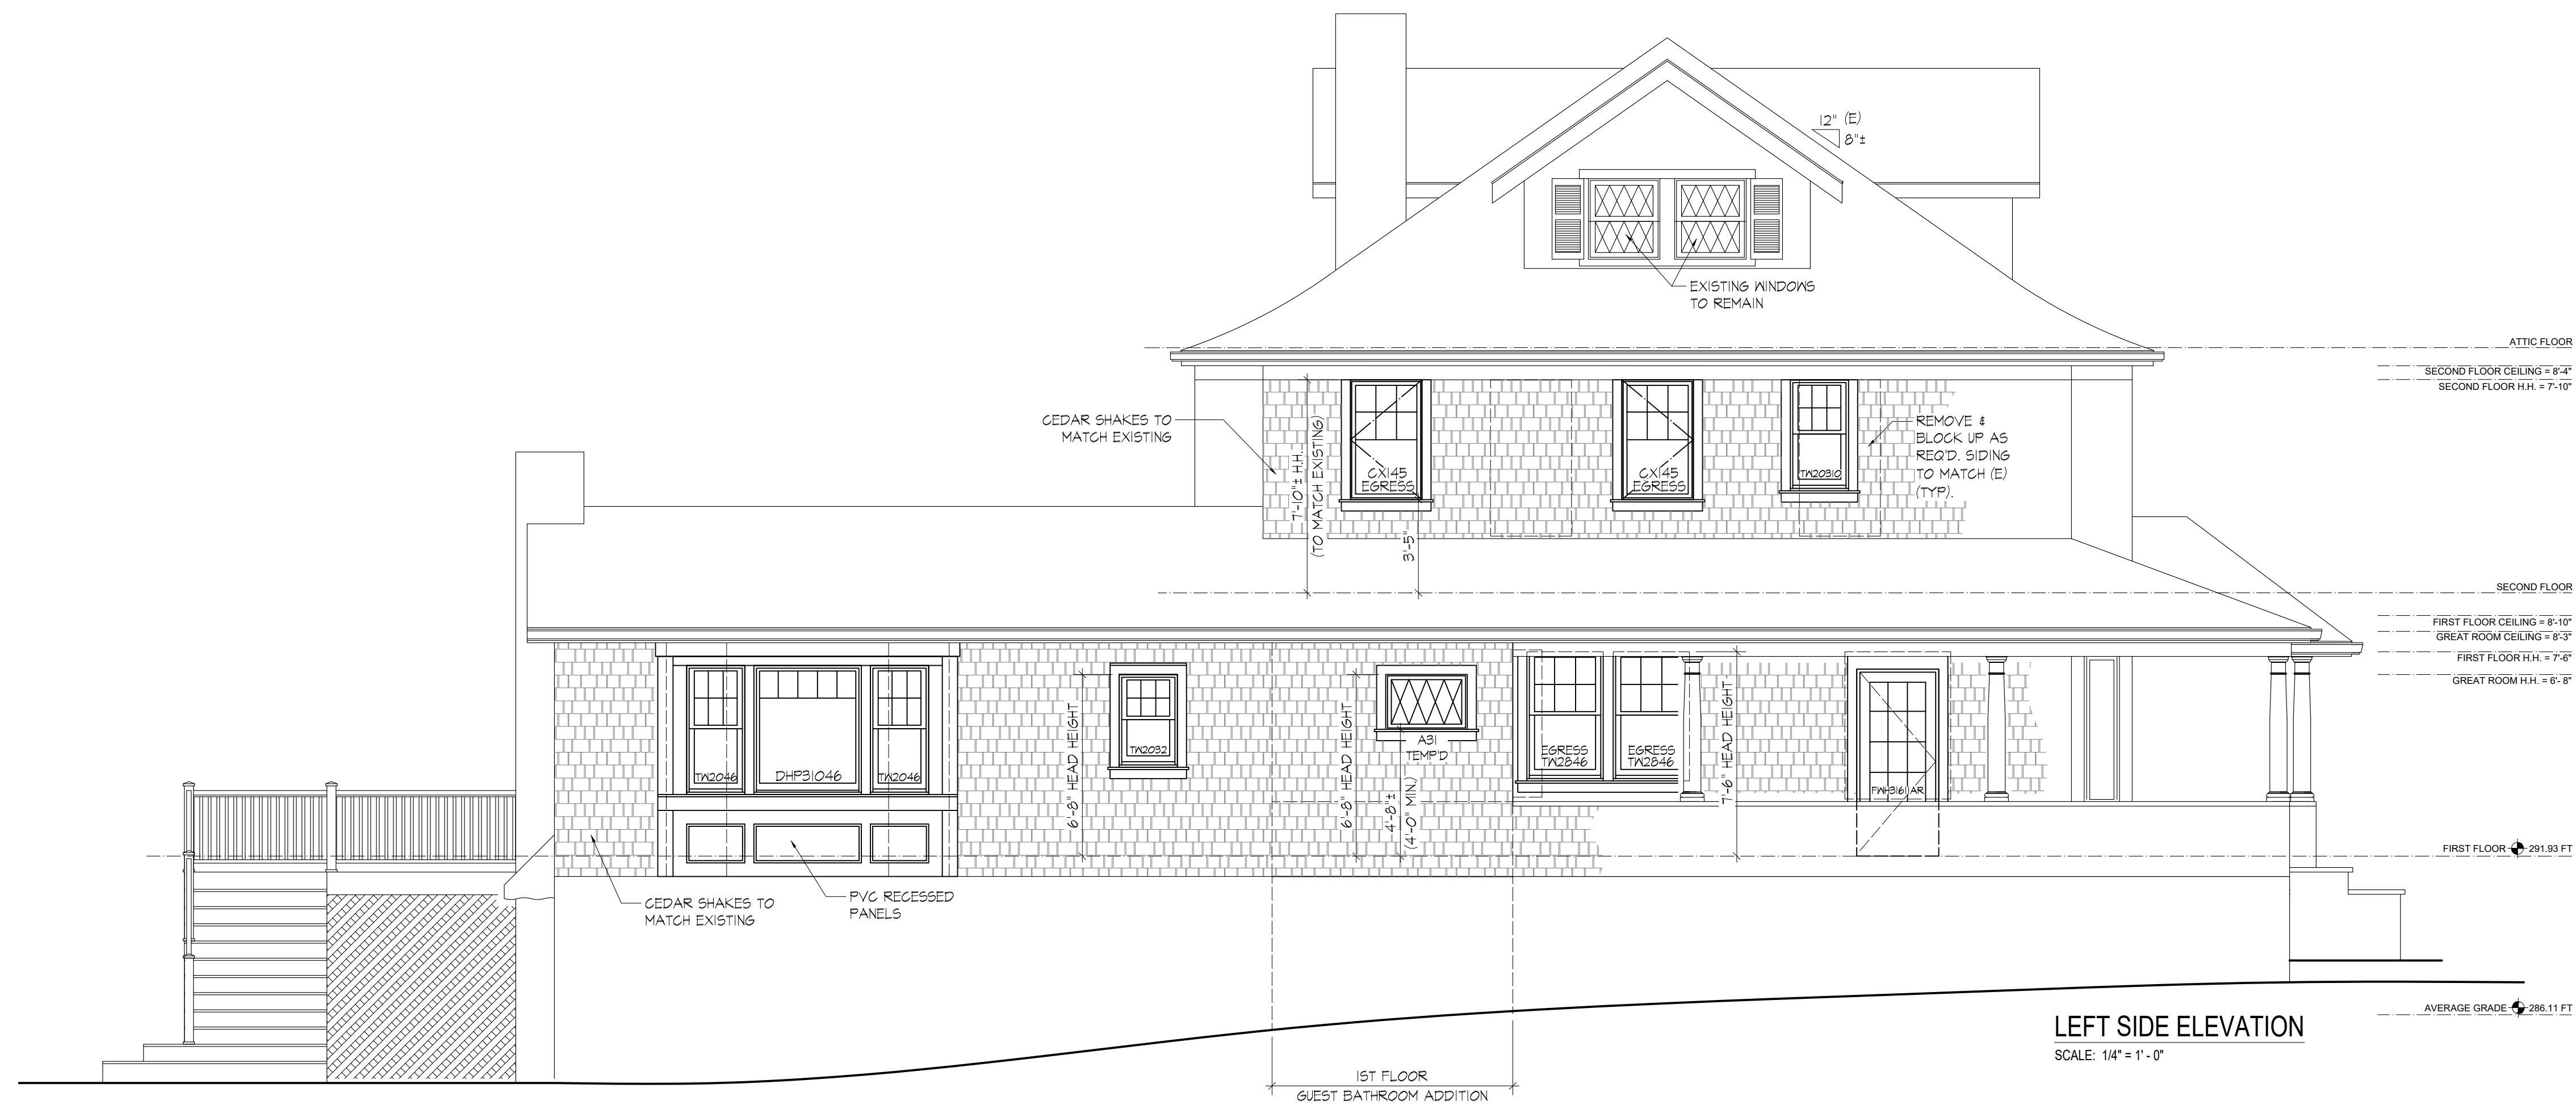 12" (E)
8"±
EXISTING WINDOWS
TO REMAIN
ATTIC FLOOR
SECOND FLOOR CEILING = 8'-4"
SECOND FLOOR H.H. = 7'-10"
CEDAR SHAKES TO
MATCH EXISTING
7'-10"± H.H.
(TO MATCH EXISTING)
CX145
EGRESS
3'-5"
CX145
EGRESS
TW20310
REMOVE &
BLOCK UP AS
REQ'D. SIDING
TO MATCH (E)
(TYP).
SECOND FLOOR
FIRST FLOOR CEILING = 8'-10"
GREAT ROOM CEILING = 8'-3"
FIRST FLOOR H.H. = 7'-6"
GREAT ROOM H.H. = 6'- 8"
TW2046
DHP31046
TW2046
6'-8" HEAD HEIGHT
TW2032
6'-8" HEAD HEIGHT
A31
TEMP'D
4'-8"±
(4'-0" MIN.)
EGRESS
TW2846
EGRESS
TW2846
7'-6" HEAD HEIGHT
FWH31611AR
FIRST FLOOR 291.93 FT
CEDAR SHAKES TO
MATCH EXISTING
PVC RECESSED
PANELS
AVERAGE GRADE 286.11 FT
LEFT SIDE ELEVATION
SCALE: 1/4" = 1' - 0"
1ST FLOOR
GUEST BATHROOM ADDITION